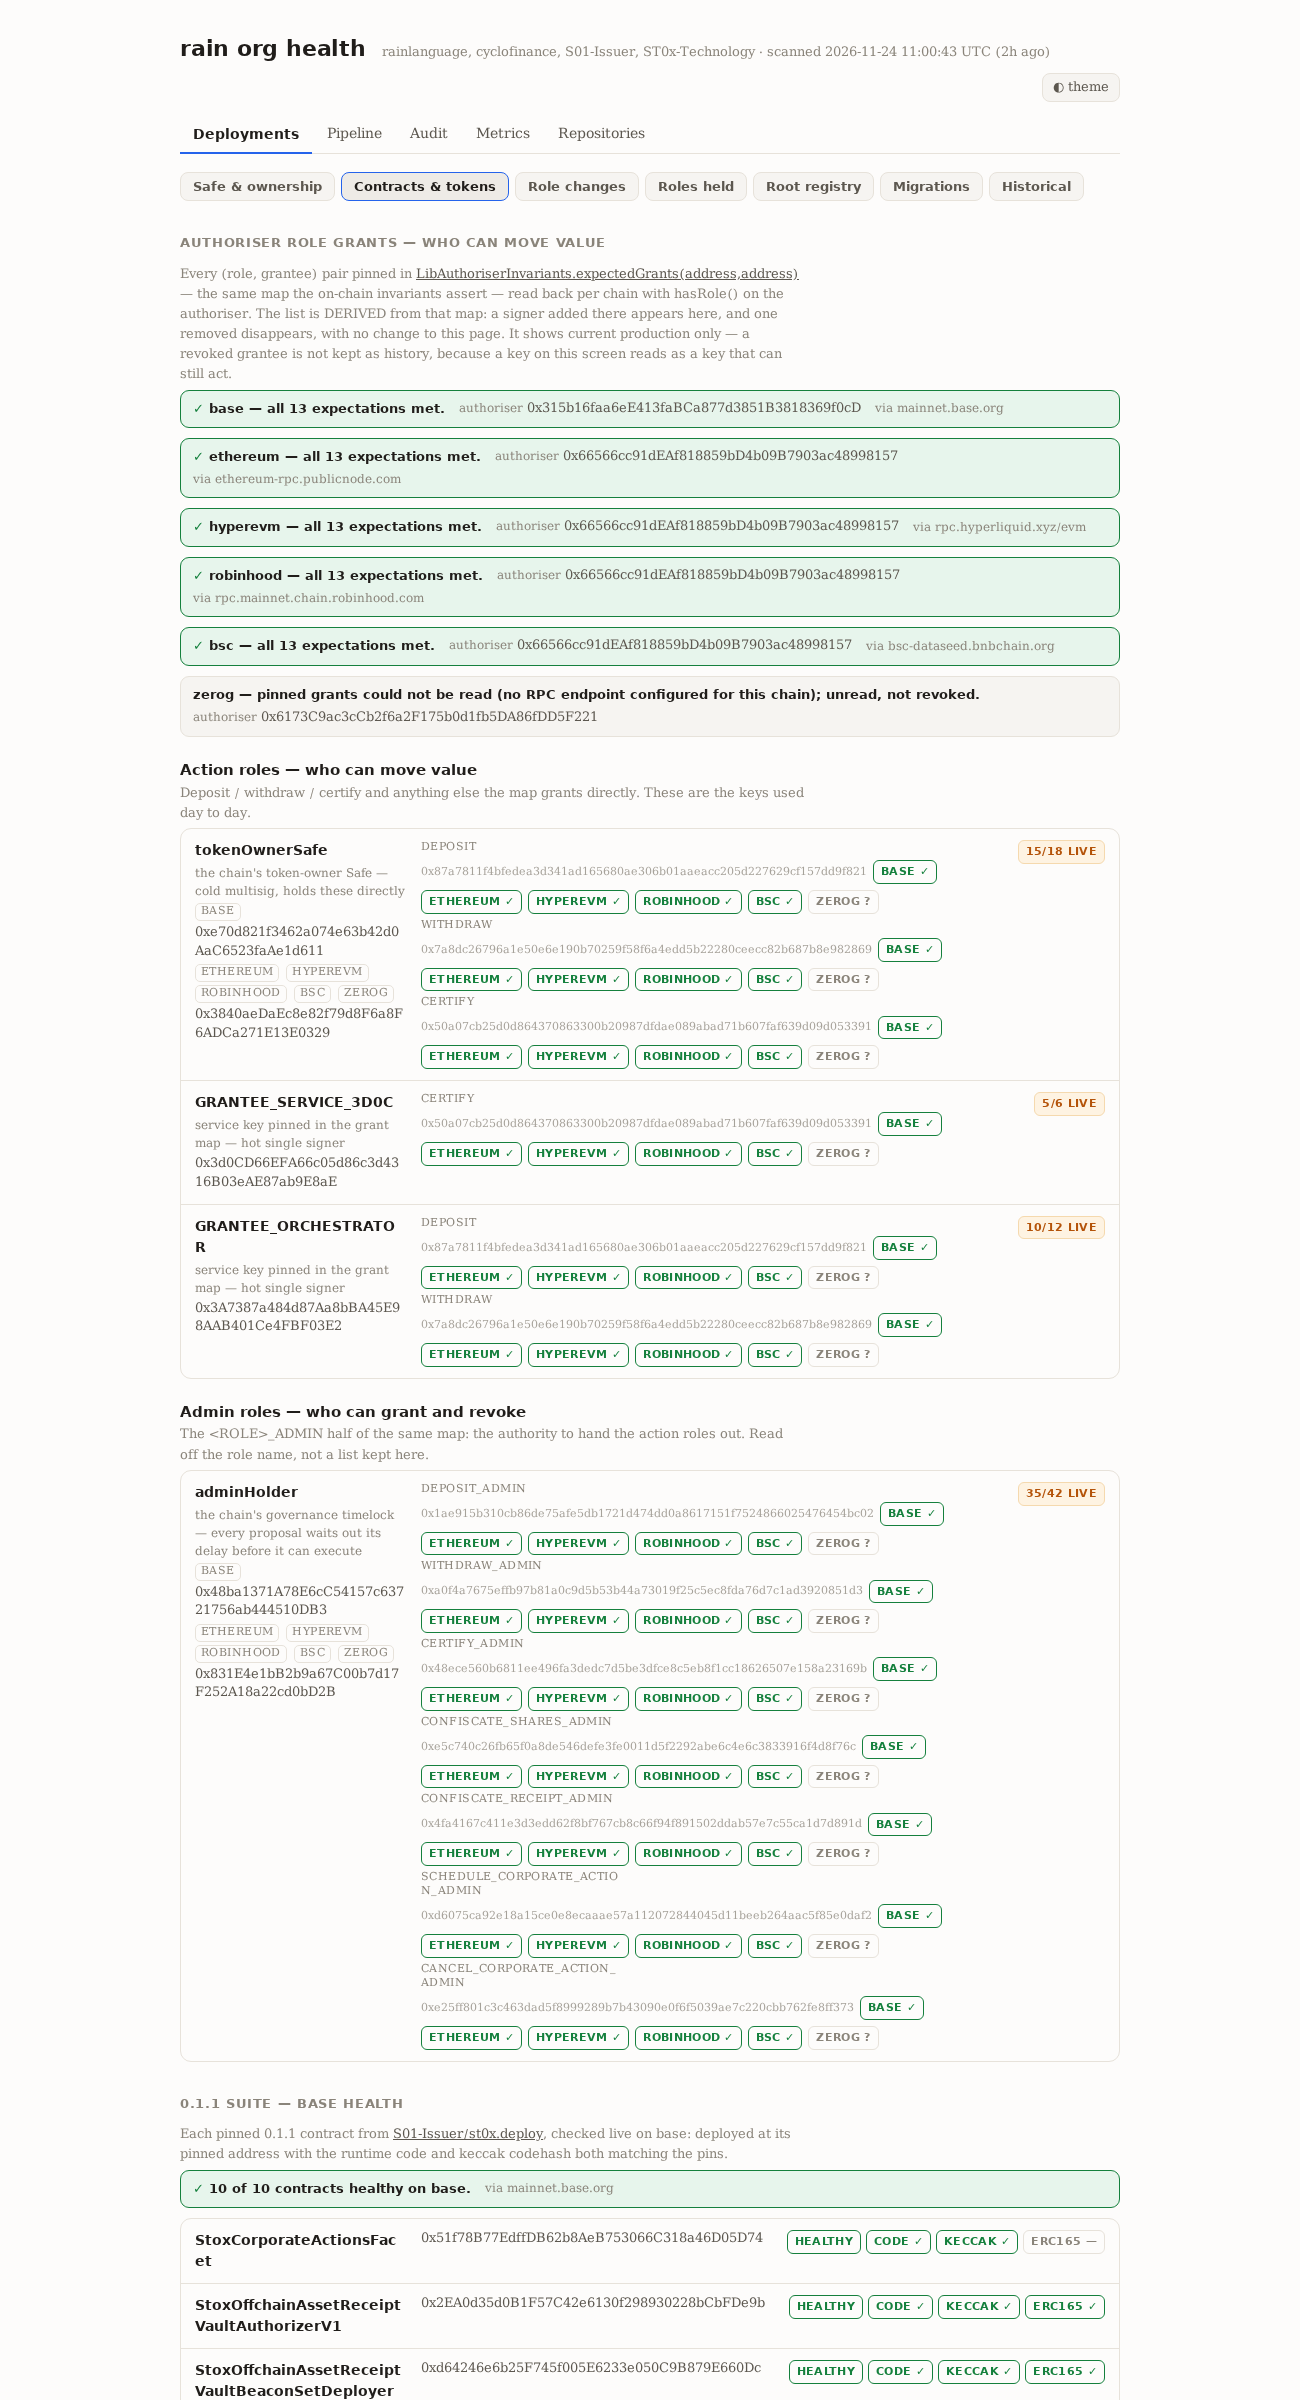 rain org health rainlanguage, cyclofinance, S01-Issuer, ST0x-Technology · scanned 2026-11-24 11:00:43 UTC (2h ago)
◐ theme
Deployments Pipeline Audit Metrics Repositories
Safe & ownership Contracts & tokens Role changes Roles held Root registry Migrations Historical
AUTHORISER ROLE GRANTS — WHO CAN MOVE VALUE
Every (role, grantee) pair pinned in LibAuthoriserInvariants.expectedGrants(address,address)
— the same map the on-chain invariants assert — read back per chain with hasRole() on the
authoriser. The list is DERIVED from that map: a signer added there appears here, and one
removed disappears, with no change to this page. It shows current production only — a
revoked grantee is not kept as history, because a key on this screen reads as a key that can
still act.
✓ base — all 13 expectations met. authoriser 0x315b16faa6eE413faBCa877d3851B3818369f0cD via mainnet.base.org
✓ ethereum — all 13 expectations met. authoriser 0x66566cc91dEAf818859bD4b09B7903ac48998157
via ethereum-rpc.publicnode.com
✓ hyperevm — all 13 expectations met. authoriser 0x66566cc91dEAf818859bD4b09B7903ac48998157 via rpc.hyperliquid.xyz/evm
✓ robinhood — all 13 expectations met. authoriser 0x66566cc91dEAf818859bD4b09B7903ac48998157
via rpc.mainnet.chain.robinhood.com
✓ bsc — all 13 expectations met. authoriser 0x66566cc91dEAf818859bD4b09B7903ac48998157 via bsc-dataseed.bnbchain.org
zerog — pinned grants could not be read (no RPC endpoint configured for this chain); unread, not revoked.
authoriser 0x6173C9ac3cCb2f6a2F175b0d1fb5DA86fDD5F221
Action roles — who can move value
Deposit / withdraw / certify and anything else the map grants directly. These are the keys used
day to day.
tokenOwnerSafe
the chain's token-owner Safe —
cold multisig, holds these directly
BASE
0xe70d821f3462a074e63b42d0
AaC6523faAe1d611
ETHEREUM HYPEREVM
ROBINHOOD BSC ZEROG
0x3840aeDaEc8e82f79d8F6a8F
6ADCa271E13E0329
DEPOSIT
0x87a7811f4bfedea3d341ad165680ae306b01aaeacc205d227629cf157dd9f821 BASE ✓
ETHEREUM ✓ HYPEREVM ✓ ROBINHOOD ✓ BSC ✓ ZEROG ?
WITHDRAW
0x7a8dc26796a1e50e6e190b70259f58f6a4edd5b22280ceecc82b687b8e982869 BASE ✓
ETHEREUM ✓ HYPEREVM ✓ ROBINHOOD ✓ BSC ✓ ZEROG ?
CERTIFY
0x50a07cb25d0d864370863300b20987dfdae089abad71b607faf639d09d053391 BASE ✓
ETHEREUM ✓ HYPEREVM ✓ ROBINHOOD ✓ BSC ✓ ZEROG ?
15/18 LIVE
GRANTEE_SERVICE_3D0C
service key pinned in the grant
map — hot single signer
0x3d0CD66EFA66c05d86c3d43
16B03eAE87ab9E8aE
CERTIFY
0x50a07cb25d0d864370863300b20987dfdae089abad71b607faf639d09d053391 BASE ✓
ETHEREUM ✓ HYPEREVM ✓ ROBINHOOD ✓ BSC ✓ ZEROG ?
5/6 LIVE
GRANTEE_ORCHESTRATO
R
service key pinned in the grant
map — hot single signer
0x3A7387a484d87Aa8bBA45E9
8AAB401Ce4FBF03E2
DEPOSIT
0x87a7811f4bfedea3d341ad165680ae306b01aaeacc205d227629cf157dd9f821 BASE ✓
ETHEREUM ✓ HYPEREVM ✓ ROBINHOOD ✓ BSC ✓ ZEROG ?
WITHDRAW
0x7a8dc26796a1e50e6e190b70259f58f6a4edd5b22280ceecc82b687b8e982869 BASE ✓
ETHEREUM ✓ HYPEREVM ✓ ROBINHOOD ✓ BSC ✓ ZEROG ?
10/12 LIVE
Admin roles — who can grant and revoke
The <ROLE>_ADMIN half of the same map: the authority to hand the action roles out. Read
off the role name, not a list kept here.
adminHolder
the chain's governance timelock
— every proposal waits out its
delay before it can execute
BASE
0x48ba1371A78E6cC54157c637
21756ab444510DB3
ETHEREUM HYPEREVM
ROBINHOOD BSC ZEROG
0x831E4e1bB2b9a67C00b7d17
F252A18a22cd0bD2B
DEPOSIT_ADMIN
0x1ae915b310cb86de75afe5db1721d474dd0a8617151f7524866025476454bc02 BASE ✓
ETHEREUM ✓ HYPEREVM ✓ ROBINHOOD ✓ BSC ✓ ZEROG ?
WITHDRAW_ADMIN
0xa0f4a7675effb97b81a0c9d5b53b44a73019f25c5ec8fda76d7c1ad3920851d3 BASE ✓
ETHEREUM ✓ HYPEREVM ✓ ROBINHOOD ✓ BSC ✓ ZEROG ?
CERTIFY_ADMIN
0x48ece560b6811ee496fa3dedc7d5be3dfce8c5eb8f1cc18626507e158a23169b BASE ✓
ETHEREUM ✓ HYPEREVM ✓ ROBINHOOD ✓ BSC ✓ ZEROG ?
CONFISCATE_SHARES_ADMIN
0xe5c740c26fb65f0a8de546defe3fe0011d5f2292abe6c4e6c3833916f4d8f76c BASE ✓
ETHEREUM ✓ HYPEREVM ✓ ROBINHOOD ✓ BSC ✓ ZEROG ?
CONFISCATE_RECEIPT_ADMIN
0x4fa4167c411e3d3edd62f8bf767cb8c66f94f891502ddab57e7c55ca1d7d891d BASE ✓
ETHEREUM ✓ HYPEREVM ✓ ROBINHOOD ✓ BSC ✓ ZEROG ?
SCHEDULE_CORPORATE_ACTIO
N_ADMIN
0xd6075ca92e18a15ce0e8ecaaae57a112072844045d11beeb264aac5f85e0daf2 BASE ✓
ETHEREUM ✓ HYPEREVM ✓ ROBINHOOD ✓ BSC ✓ ZEROG ?
CANCEL_CORPORATE_ACTION_
ADMIN
0xe25ff801c3c463dad5f8999289b7b43090e0f6f5039ae7c220cbb762fe8ff373 BASE ✓
ETHEREUM ✓ HYPEREVM ✓ ROBINHOOD ✓ BSC ✓ ZEROG ?
35/42 LIVE
0.1.1 SUITE — BASE HEALTH
Each pinned 0.1.1 contract from S01-Issuer/st0x.deploy, checked live on base: deployed at its
pinned address with the runtime code and keccak codehash both matching the pins.
✓ 10 of 10 contracts healthy on base. via mainnet.base.org
StoxCorporateActionsFac
et
0x51f78B77EdffDB62b8AeB753066C318a46D05D74 HEALTHY CODE ✓ KECCAK ✓ ERC165 —
StoxOffchainAssetReceipt
VaultAuthorizerV1
0x2EA0d35d0B1F57C42e6130f298930228bCbFDe9b HEALTHY CODE ✓ KECCAK ✓ ERC165 ✓
StoxOffchainAssetReceipt
VaultBeaconSetDeployer
0xd64246e6b25F745f005E6233e050C9B879E660Dc HEALTHY CODE ✓ KECCAK ✓ ERC165 ✓